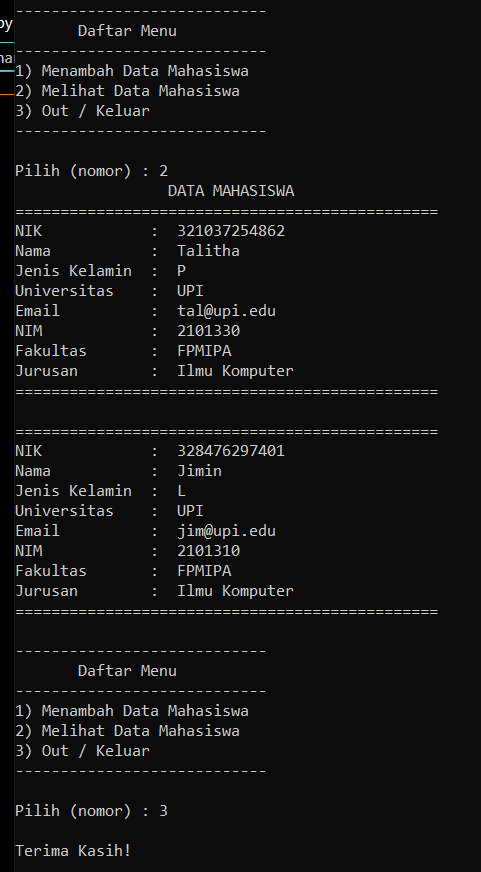 py
----------------------------
Daftar Menu
----------------------------
1) Menambah Data Mahasiswa
2) Melihat Data Mahasiswa
3) Out / Keluar
----------------------------
Pilih (nomor) : 2
DATA MAHASISWA
===============================================
NIK : 321037254862
Nama : Talitha
Jenis Kelamin : P
Universitas : UPI
Email : tal@upi.edu
NIM : 2101330
Fakultas : FPMIPA
Jurusan : Ilmu Komputer
===============================================
===============================================
NIK : 328476297401
Nama : Jimin
Jenis Kelamin : L
Universitas : UPI
Email : jim@upi.edu
NIM : 2101310
Fakultas : FPMIPA
Jurusan : Ilmu Komputer
===============================================
----------------------------
Daftar Menu
----------------------------
1) Menambah Data Mahasiswa
2) Melihat Data Mahasiswa
3) Out / Keluar
----------------------------
Pilih (nomor) : 3
Terima Kasih!